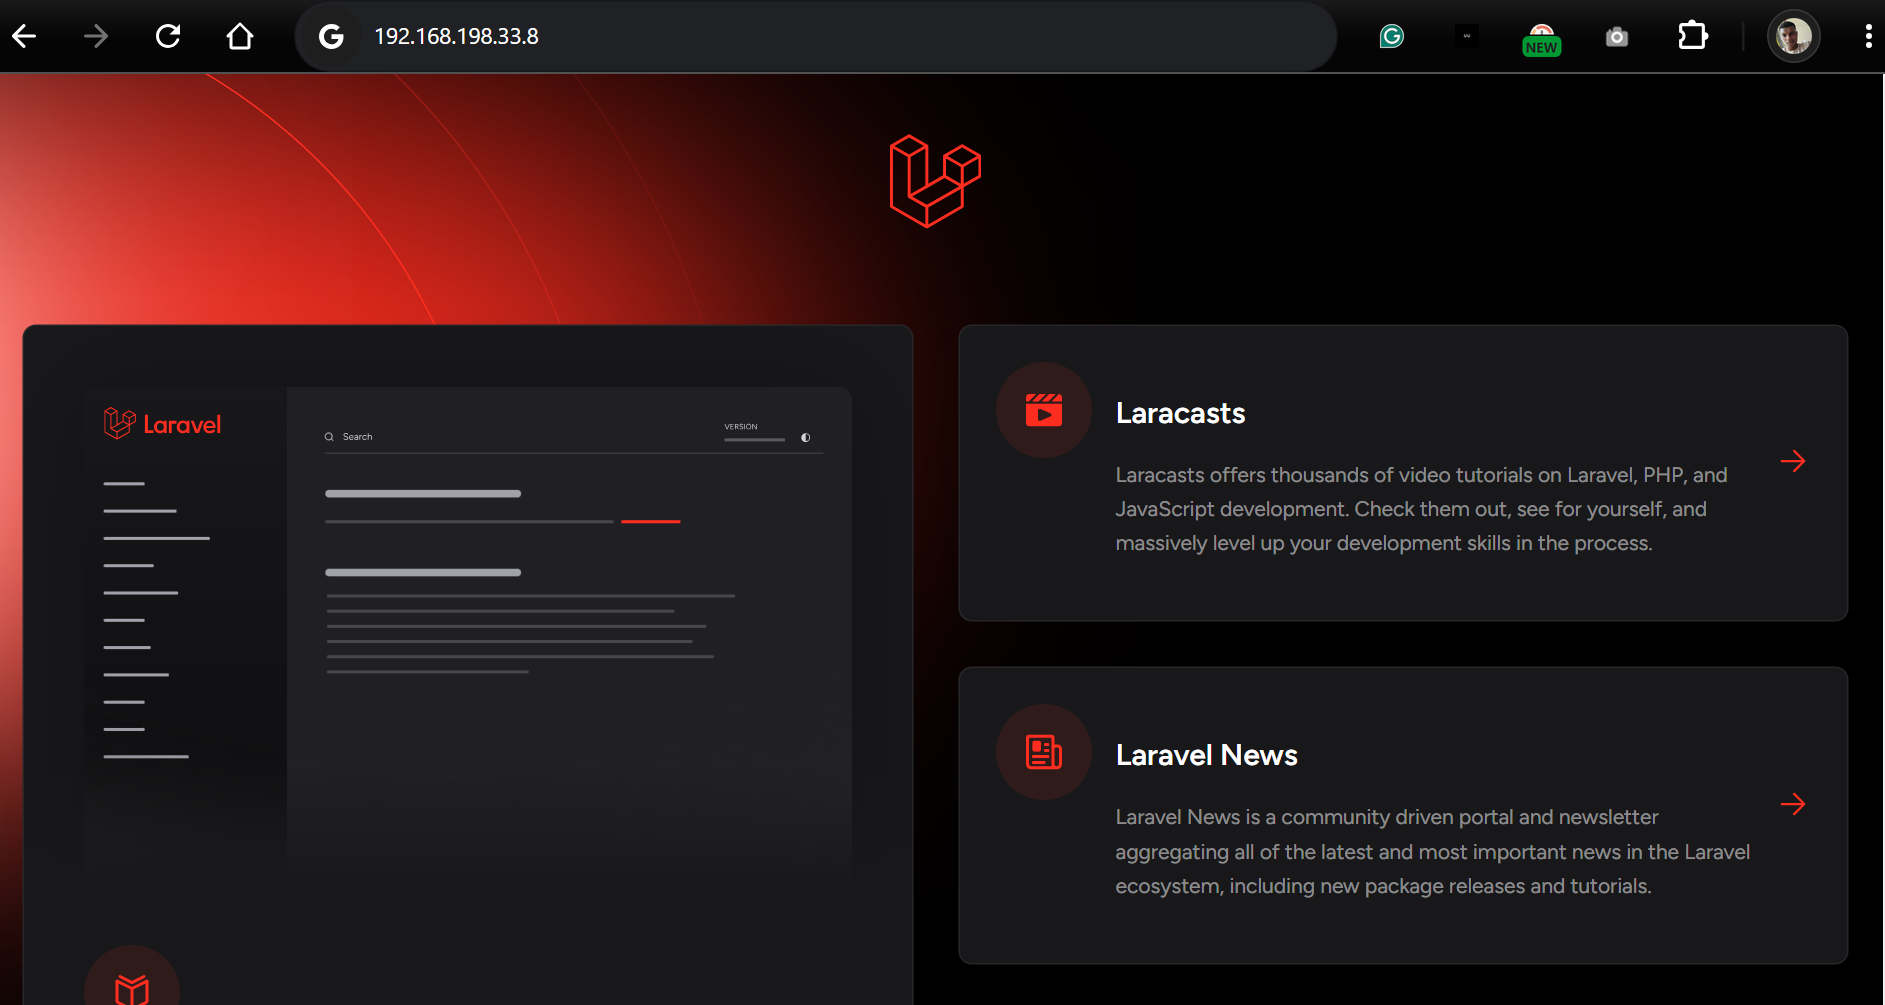 192.168.198.33.8
NEW
Laravel
Search
VERSION
Laracasts
Laracasts offers thousands of video tutorials on Laravel, PHP, and
JavaScript development. Check them out, see for yourself, and
massively level up your development skills in the process.
Laravel News
Laravel News is a community driven portal and newsletter
aggregating all of the latest and most important news in the Laravel
ecosystem, including new package releases and tutorials.